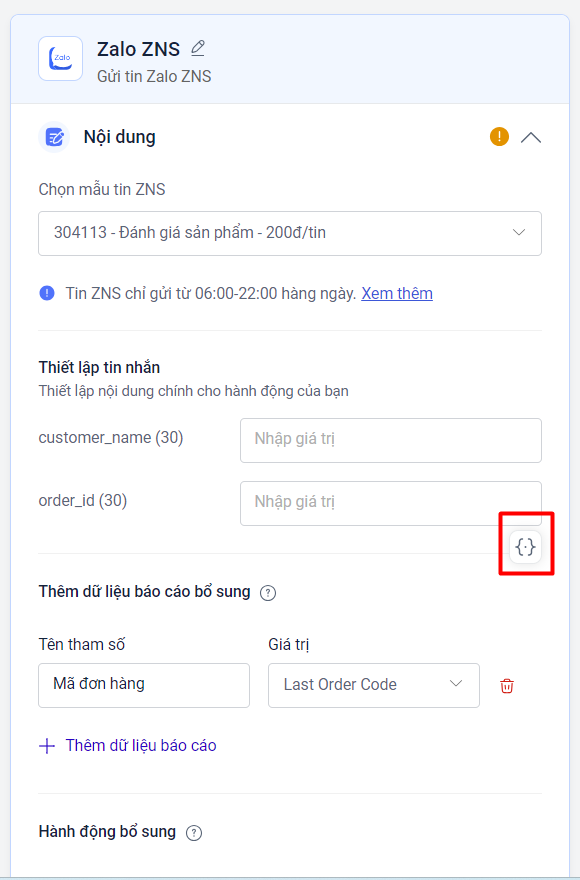 Zalo
Zalo ZNS
Gửi tin Zalo ZNS
Nội dung
Chọn mẫu tin ZNS
304113 - Đánh giá sản phẩm - 200đ/tin
Tin ZNS chỉ gửi từ 06:00-22:00 hàng ngày. Xem thêm
Thiết lập tin nhắn
Thiết lập nội dung chính cho hành động của bạn
customer_name (30) Nhập giá trị
order_id (30) Nhập giá trị
{·}
Thêm dữ liệu báo cáo bổ sung ?
Tên tham số Giá trị
Mã đơn hàng Last Order Code
+ Thêm dữ liệu báo cáo
Hành động bổ sung ?